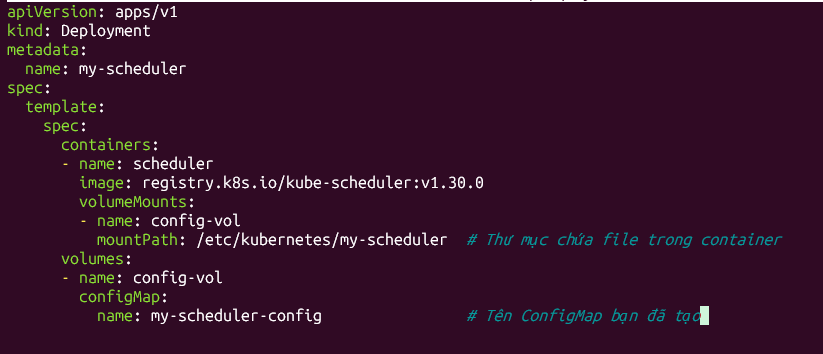 apiVersion: apps/v1
kind: Deployment
metadata:
  name: my-scheduler
spec:
  template:
    spec:
      containers:
      - name: scheduler
        image: registry.k8s.io/kube-scheduler:v1.30.0
        volumeMounts:
        - name: config-vol
          mountPath: /etc/kubernetes/my-scheduler  # Thư mục chứa file trong container
      volumes:
      - name: config-vol
        configMap:
          name: my-scheduler-config                # Tên ConfigMap bạn đã tạo